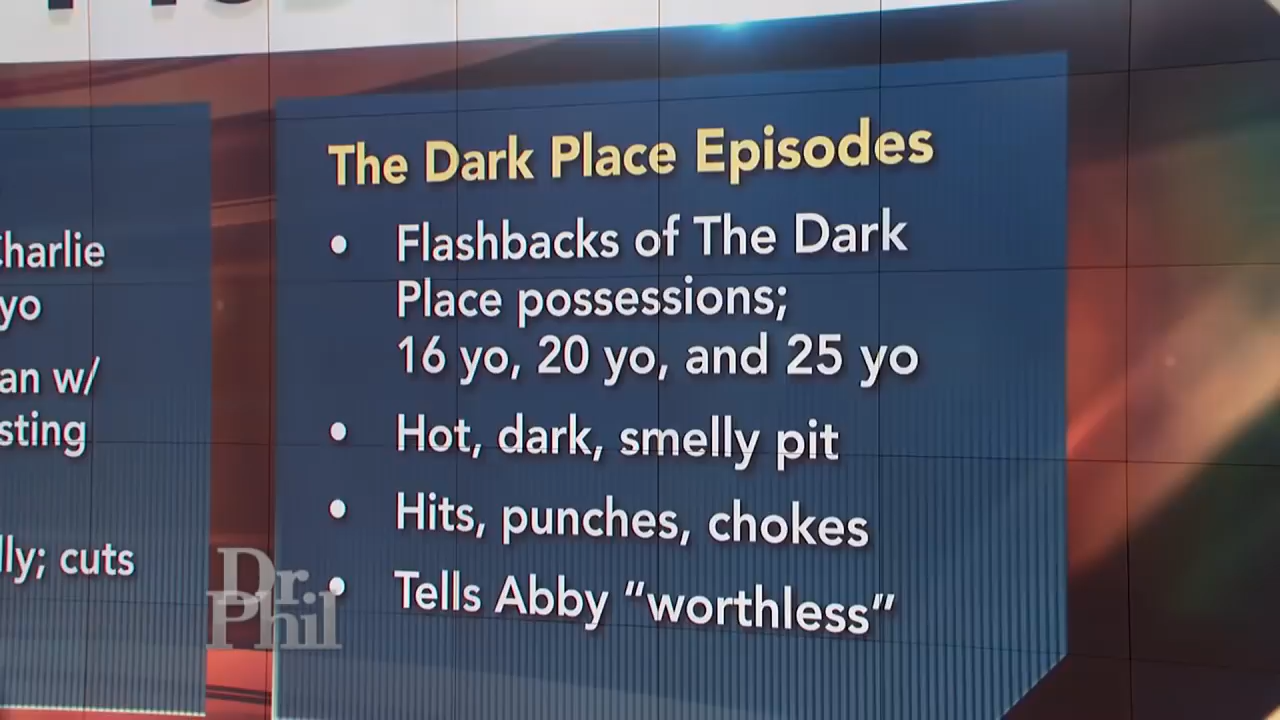 Charlie
yo
an w/
sting
lly; cuts
The Dark Place Episodes
• Flashbacks of The Dark
Place possessions;
16 yo, 20 yo, and 25 yo
• Hot, dark, smelly pit
• Hits, punches, chokes
• Tells Abby “worthless”
Dr.
Phil